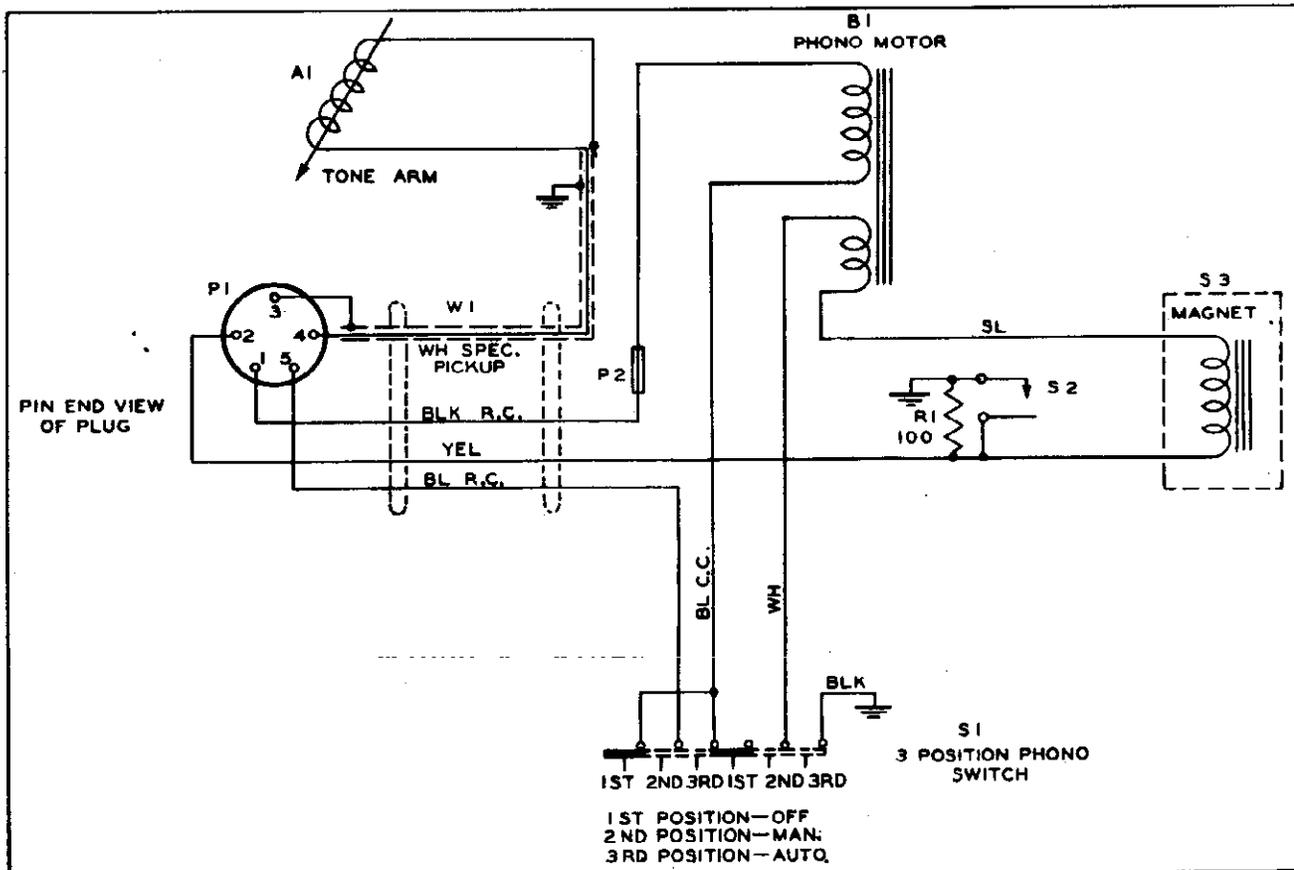 B1
PHONO MOTOR
A1
TONE ARM
P1
3
2
4
1
5
W1
WH SPEC.
PICKUP
P2
PIN END VIEW
OF PLUG
BLK R.C.
YEL
BL R.C.
SL
S3
MAGNET
S2
R1
100
BL C.C.
WH
BLK
S1
3 POSITION PHONO
SWITCH
1ST 2ND 3RD 1ST 2ND 3RD
1ST POSITION—OFF
2ND POSITION—MAN.
3RD POSITION—AUTO.